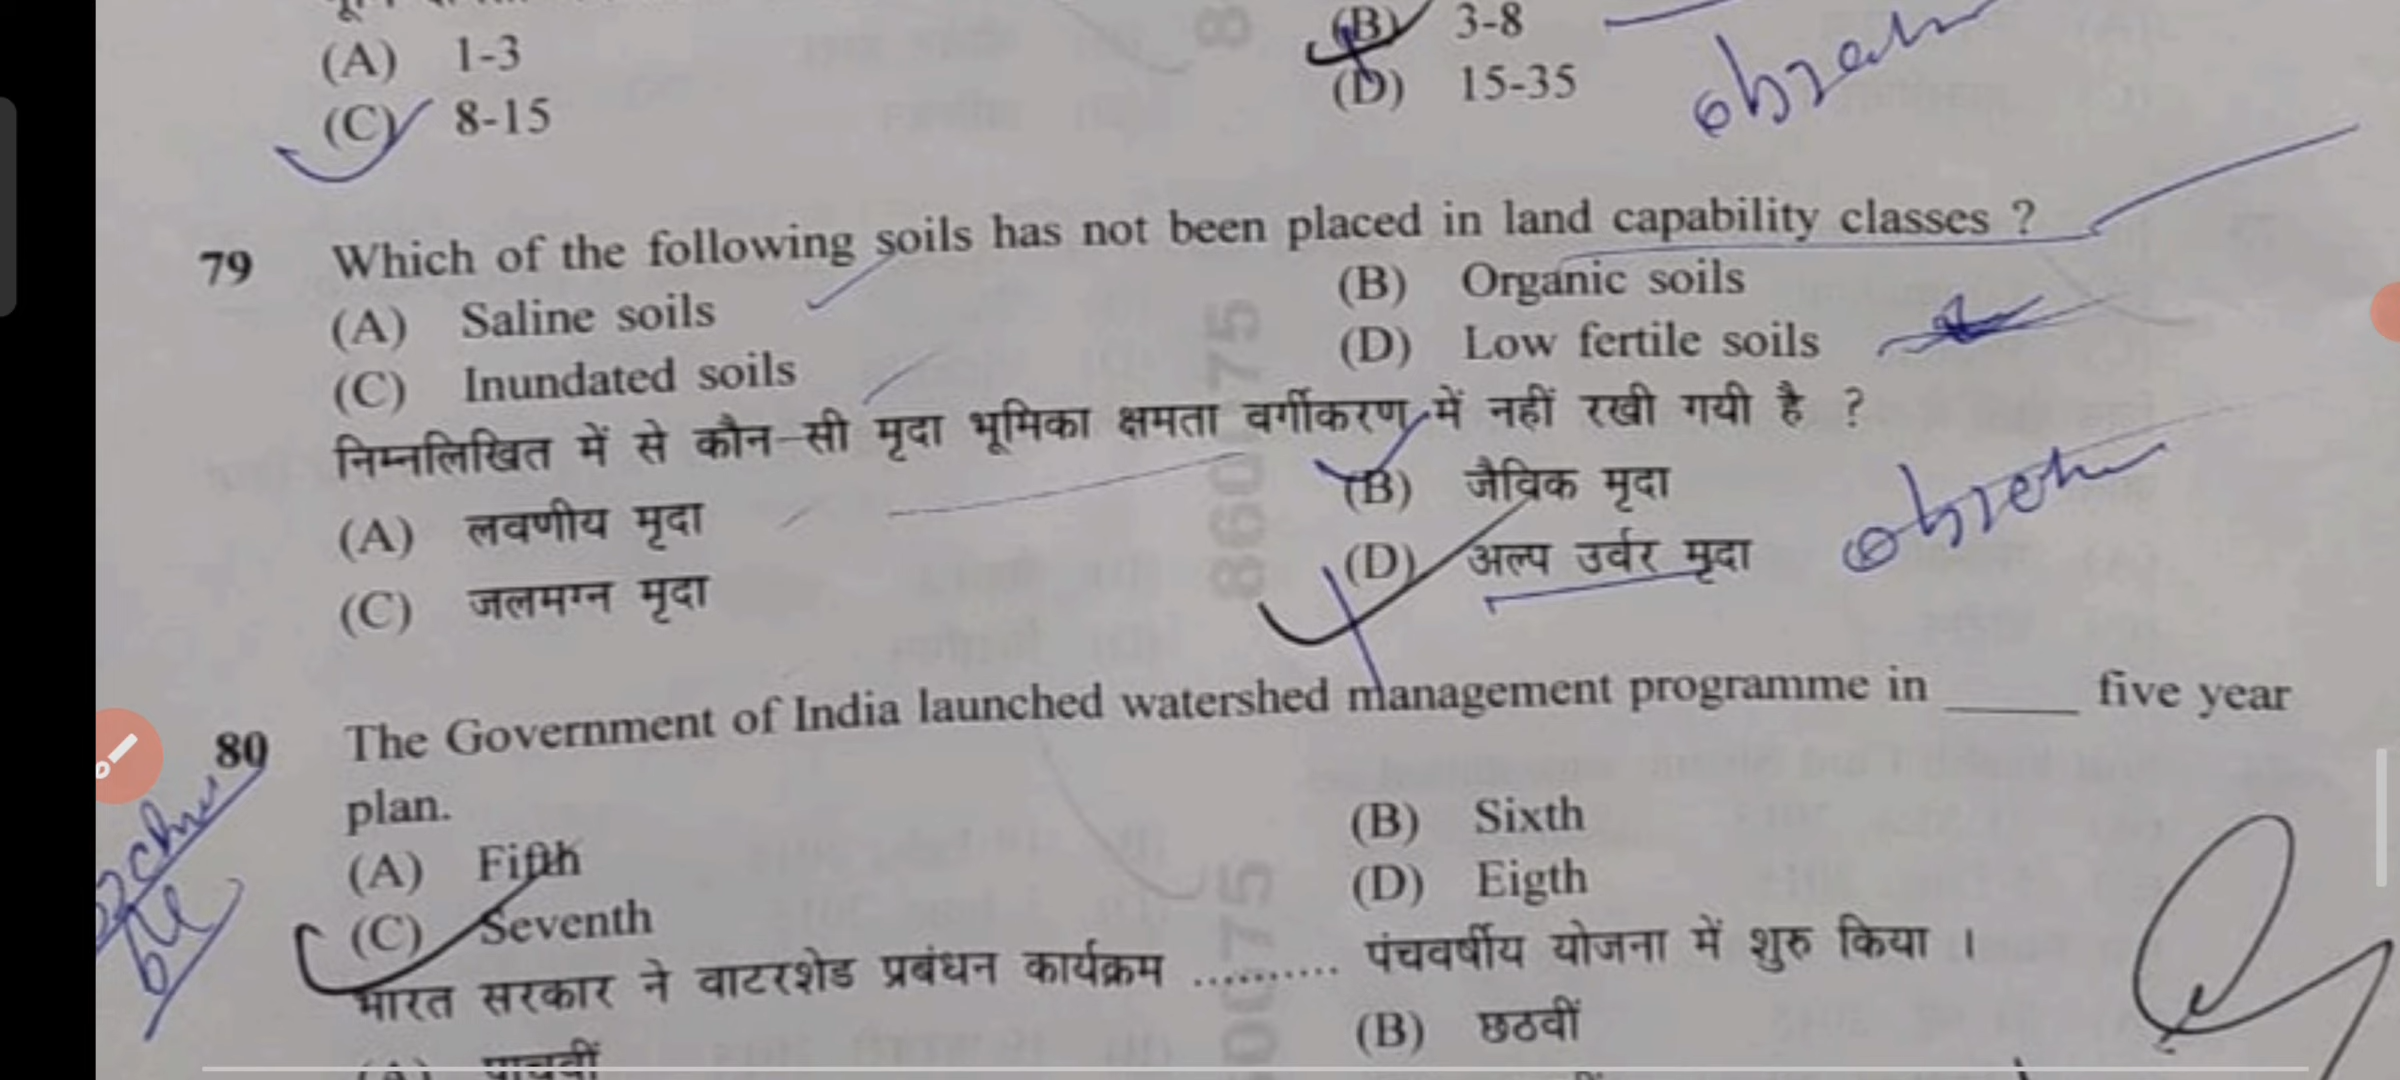 (A) 1-3
(B) 3-8
(C) 8-15
(D) 15-35
79 Which of the following soils has not been placed in land capability classes ?
(A) Saline soils
(B) Organic soils
(C) Inundated soils
(D) Low fertile soils
निम्नलिखित में से कौन-सी मृदा भूमिका क्षमता वर्गीकरण में नहीं रखी गयी है ?
(A) लवणीय मृदा
(B) जैविक मृदा
(C) जलमग्न मृदा
(D) अल्प उर्वर मृदा
80 The Government of India launched watershed management programme in _____ five year
plan.
(A) Fifth
(B) Sixth
(C) Seventh
(D) Eigth
भारत सरकार ने वाटरशेड प्रबंधन कार्यक्रम .......... पंचवर्षीय योजना में शुरु किया ।
(B) छठवीं